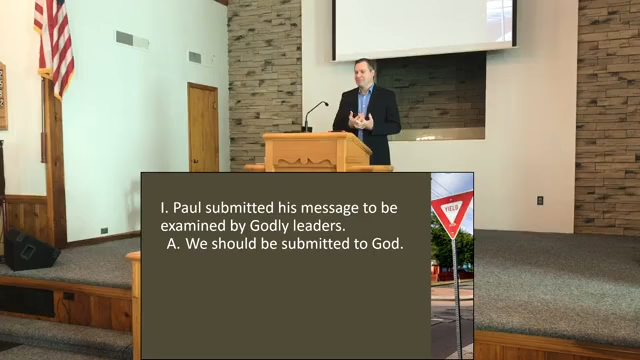 I. Paul submitted his message to be
examined by Godly leaders.
A. We should be submitted to God.
YIELD